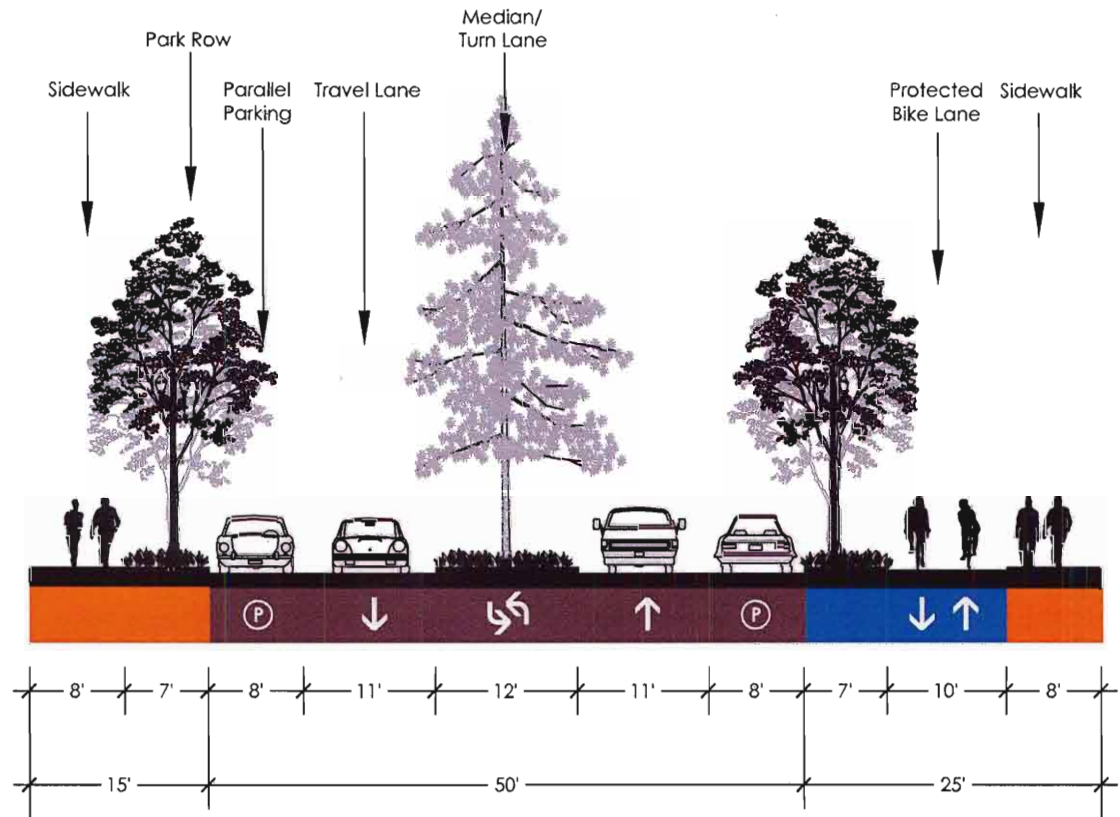 Median/
Turn Lane
Park Row
Sidewalk
Parallel
Parking
Travel Lane
Protected
Bike Lane
Sidewalk
P
P
8'
7'
8'
11'
12'
11'
8'
7'
10'
8'
15'
50'
25'